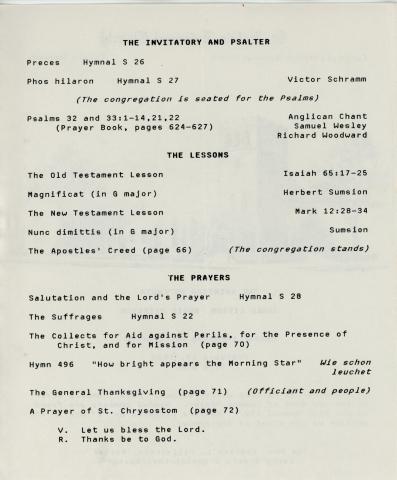 THE INVITATORY AND PSALTER
Preces Hymnal S 26
Phos hilaron Hymnal S 27 Victor Schramm
(The congregation is seated for the Psalms)
Psalms 32 and 33:1-14,21,22 Anglican Chant
(Prayer Book, pages 624-627) Samuel Wesley
Richard Woodward
THE LESSONS
The Old Testament Lesson Isaiah 65:17-25
Magnificat (in G major) Herbert Sumsion
The New Testament Lesson Mark 12:28-34
Nunc dimittis (in G major) Sumsion
The Apostles' Creed (page 66) (The congregation stands)
THE PRAYERS
Salutation and the Lord's Prayer Hymnal S 28
The Suffrages Hymnal S 22
The Collects for Aid against Perils, for the Presence of
Christ, and for Mission (page 70)
Hymn 496 "How bright appears the Morning Star" Wie schon
leuchtet
The General Thanksgiving (page 71) (Officiant and people)
A Prayer of St. Chrysostom (page 72)
V. Let us bless the Lord.
R. Thanks be to God.